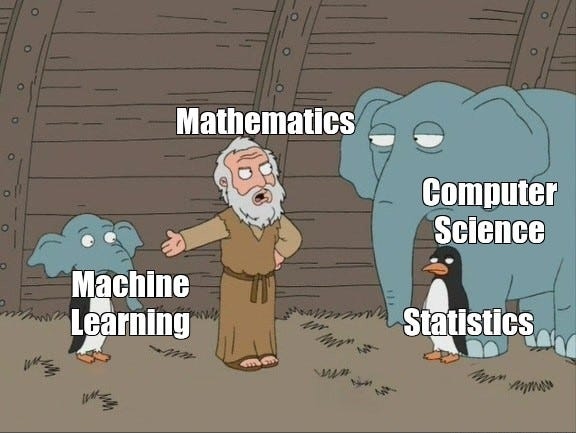 Mathematics
Computer
Science
Machine
Learning
Statistics